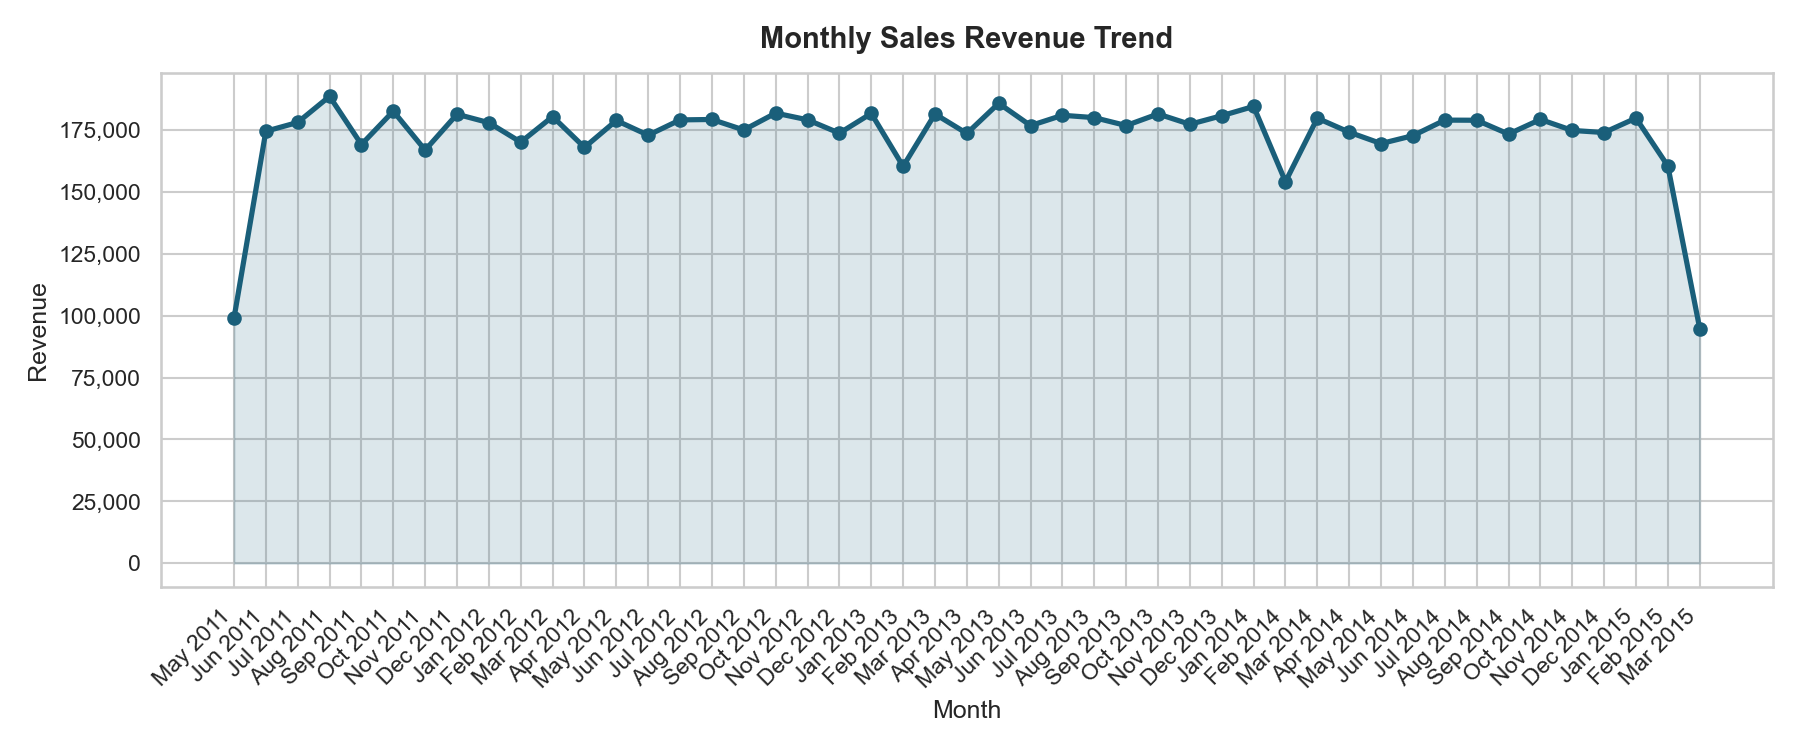 Monthly Sales Revenue Trend
Revenue
175,000
150,000
125,000
100,000
75,000
50,000
25,000
0
May 2011
Jun 2011
Jul 2011
Aug 2011
Sep 2011
Oct 2011
Nov 2011
Dec 2011
Jan 2012
Feb 2012
Mar 2012
Apr 2012
May 2012
Jun 2012
Jul 2012
Aug 2012
Sep 2012
Oct 2012
Nov 2012
Dec 2012
Jan 2013
Feb 2013
Mar 2013
Apr 2013
May 2013
Jun 2013
Jul 2013
Aug 2013
Sep 2013
Oct 2013
Nov 2013
Dec 2013
Jan 2014
Feb 2014
Mar 2014
Apr 2014
May 2014
Jun 2014
Jul 2014
Aug 2014
Sep 2014
Oct 2014
Nov 2014
Dec 2014
Jan 2015
Feb 2015
Mar 2015
Month